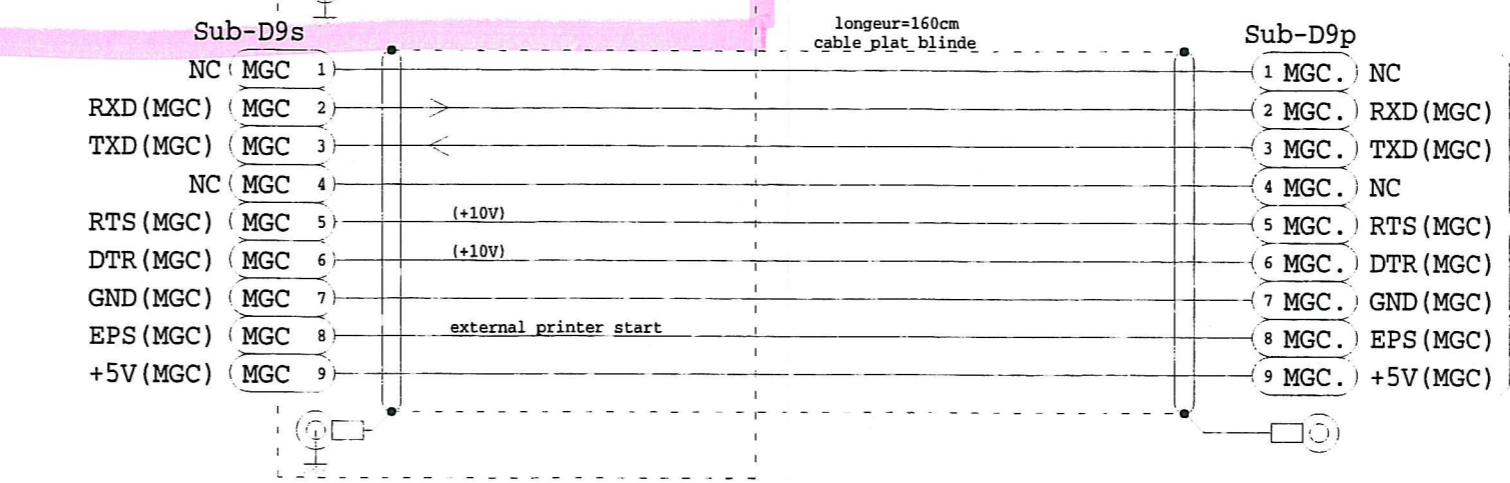 longeur=160cm
Sub-D9s cable plat blinde Sub-D9p
NC MGC 1 1 MGC. NC
RXD(MGC) MGC 2 2 MGC. RXD(MGC)
TXD(MGC) MGC 3 3 MGC. TXD(MGC)
NC MGC 4 4 MGC. NC
RTS(MGC) MGC 5 (+10V) 5 MGC. RTS(MGC)
DTR(MGC) MGC 6 (+10V) 6 MGC. DTR(MGC)
GND(MGC) MGC 7 7 MGC. GND(MGC)
EPS(MGC) MGC 8 external printer start 8 MGC. EPS(MGC)
+5V(MGC) MGC 9 9 MGC. +5V(MGC)